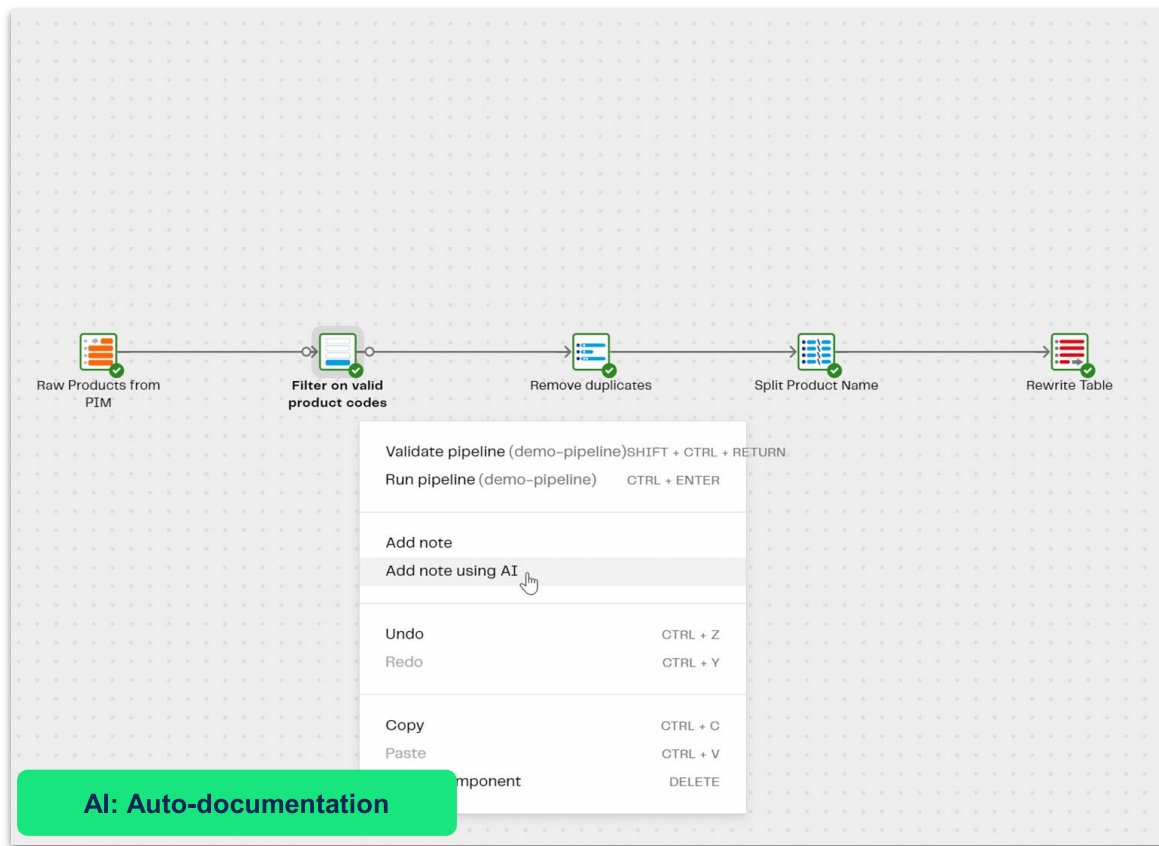 Raw Products from
PIM
Filter on valid
product codes
Remove duplicates
Split Product Name
Rewrite Table
Validate pipeline (demo-pipeline)SHIFT + CTRL + RETURN
Run pipeline (demo-pipeline) CTRL + ENTER
Add note
Add note using AI
Undo CTRL + Z
Redo CTRL + Y
Copy CTRL + C
Paste CTRL + V
mponent DELETE
AI: Auto-documentation